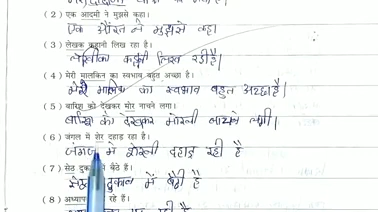 (2) एक आदमी ने मुझसे कहा।
एक औरत ने मुझसे कहा
(3) लेखक कहानी लिख रहा है।
लेखिका कहानी लिख रही है।
(4) मेरी मालकिन का स्वभाव बहुत अच्छा है।
मेरे मालिक का स्वभाव बहुत अच्छा है।
(5) बारिश को देखकर मोर नाचने लगा।
बारिश को देखकर मोरनी नाचने लगी।
(6) जंगल में शेर दहाड़ रहा है।
जंगल में शेरनी दहाड़ रही है
(7) सेठ में बैठे हैं।
दुकान में बैठी है
(8) रहे हैं।